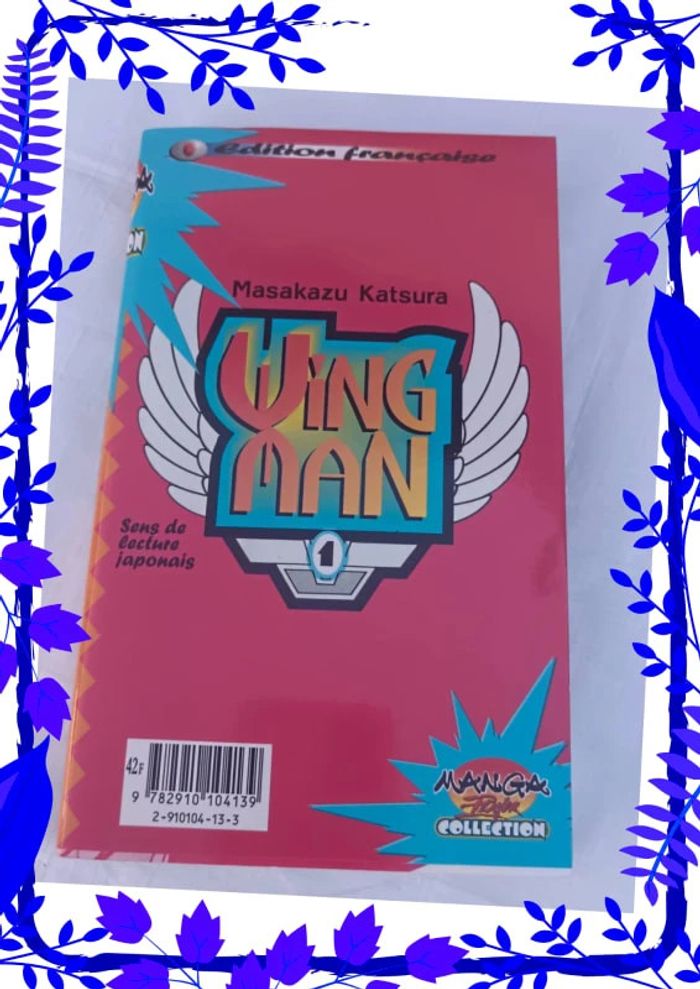 édition française
Masakazu Katsura
WING
MAN
1
Sens de
lecture
japonais
42F
9 782910 104139
2-910104-13-3
MANGA
COLLECTION